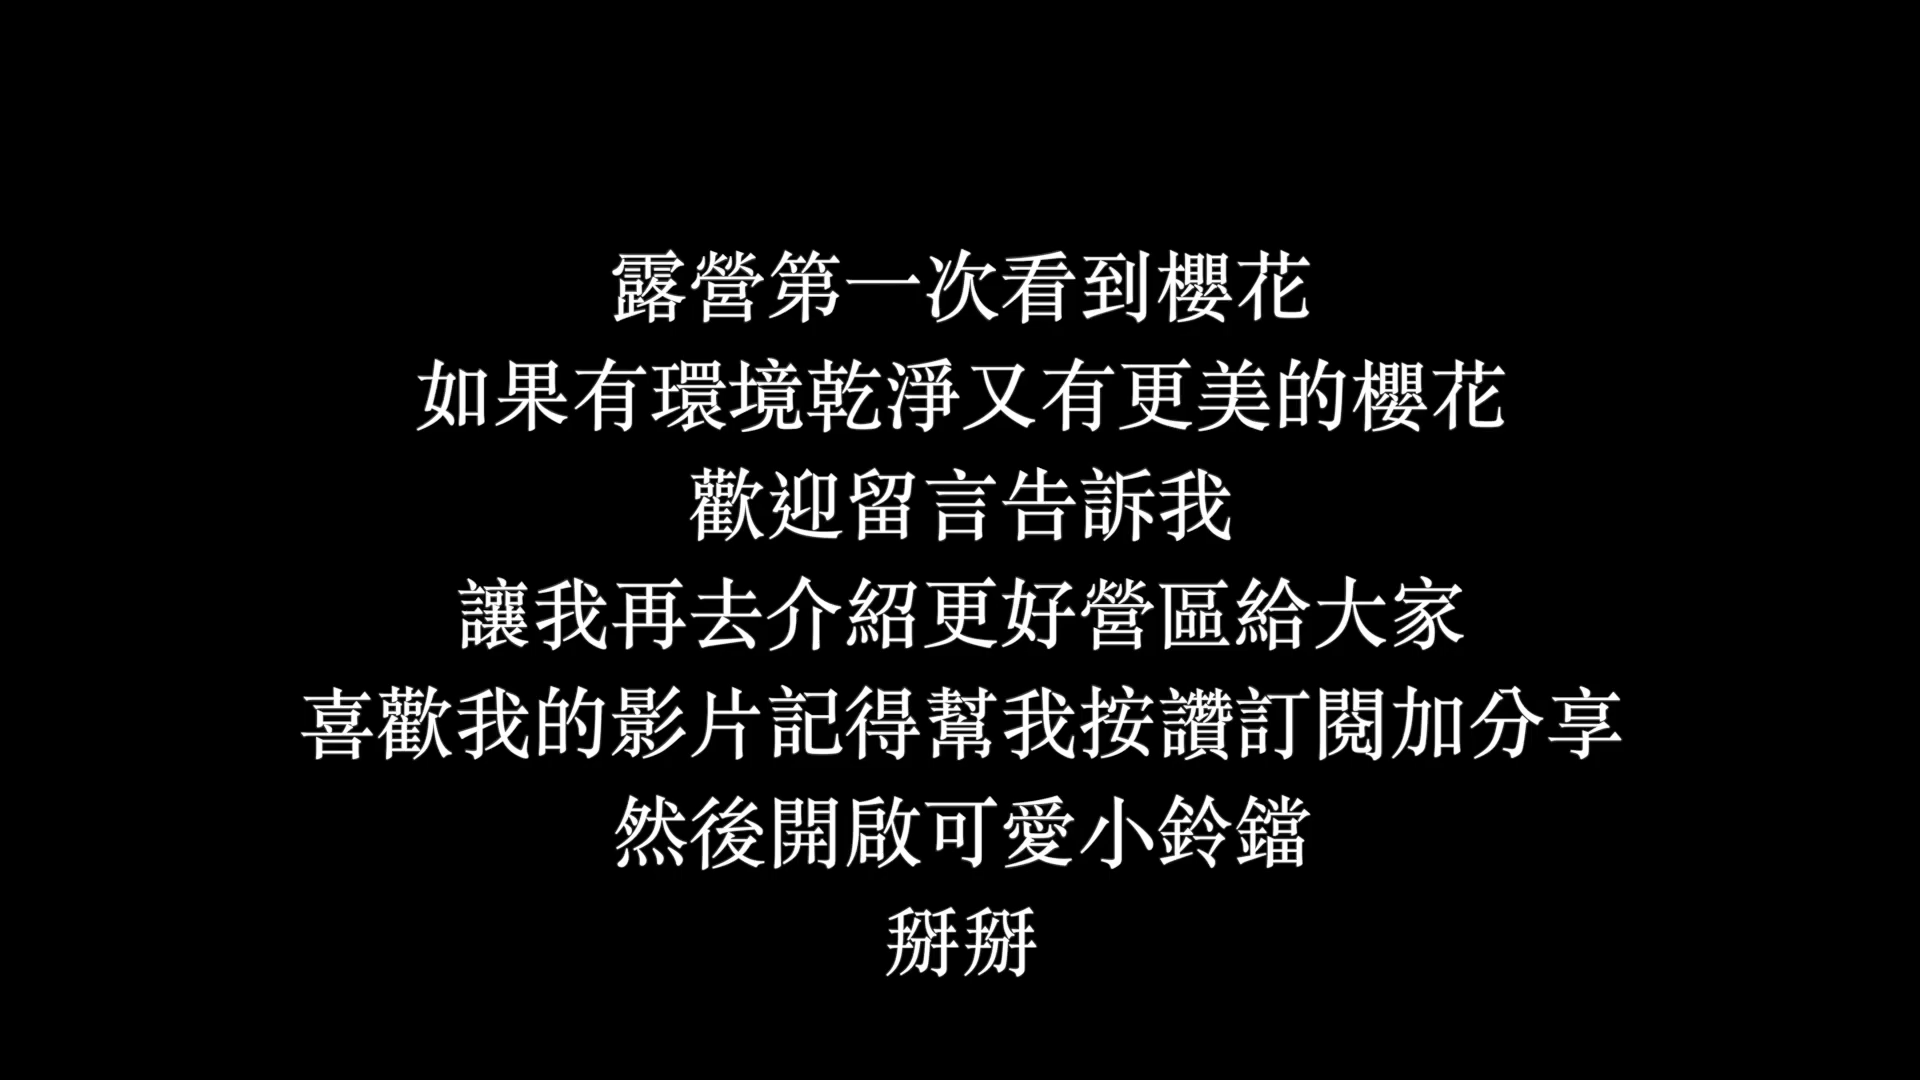 露營第一次看到櫻花
如果有環境乾淨又有更美的櫻花
歡迎留言告訴我
讓我再去介紹更好營區給大家
喜歡我的影片記得幫我按讚訂閱加分享
然後開啟可愛小鈴鐺
掰掰